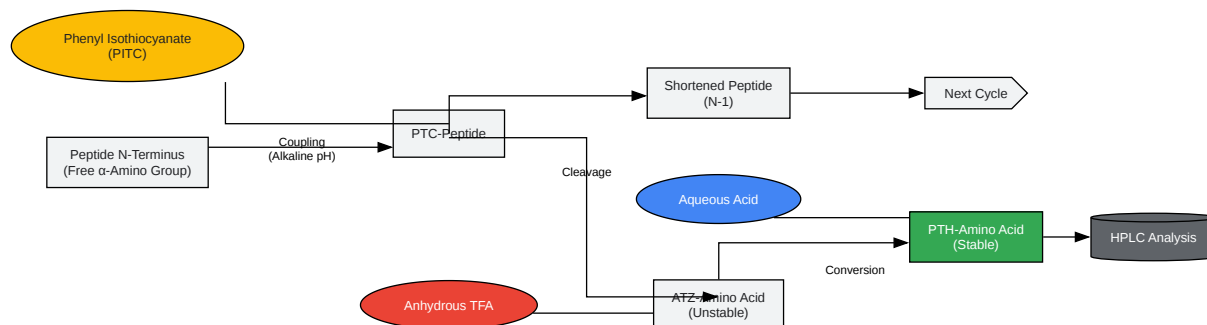 Phenyl Isothiocyanate
(PITC)
Peptide N-Terminus
(Free α-Amino Group)
Coupling
(Alkaline pH)
PTC-Peptide
Shortened Peptide
(N-1)
Next Cycle
Cleavage
Aqueous Acid
PTH-Amino Acid
(Stable)
HPLC Analysis
Conversion
Anhydrous TFA
ATZ-Amino Acid
(Unstable)